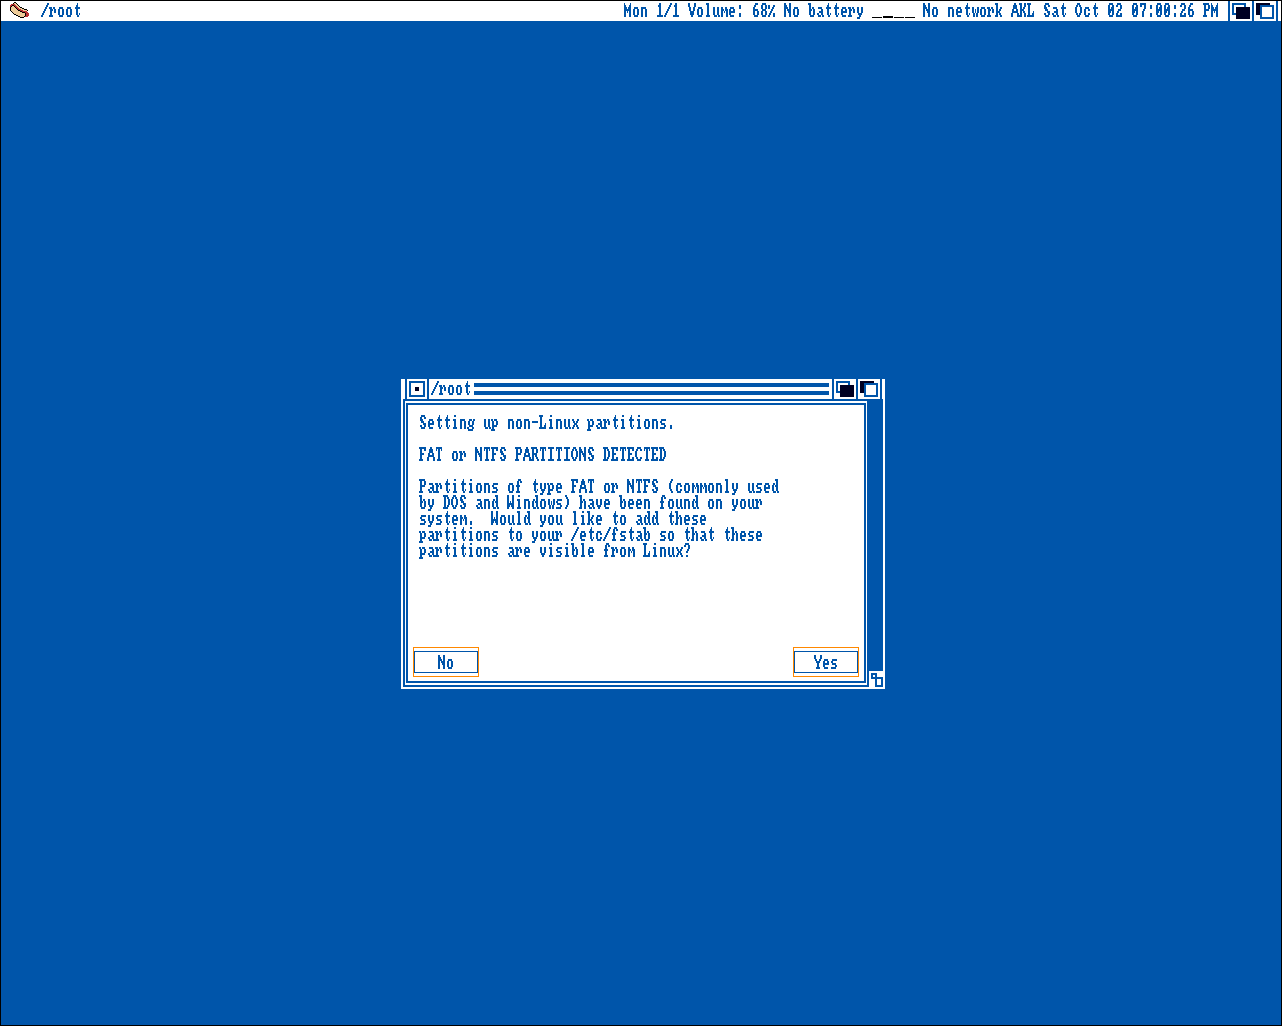 /root
Mon 1/1 Volume: 68% No battery ____ No network AKL Sat Oct 02 07:00:26 PM
/root
Setting up non-Linux partitions.
FAT or NTFS PARTITIONS DETECTED
Partitions of type FAT or NTFS (commonly used
by DOS and Windows) have been found on your
system.  Would you like to add these
partitions to your /etc/fstab so that these
partitions are visible from Linux?
No
Yes